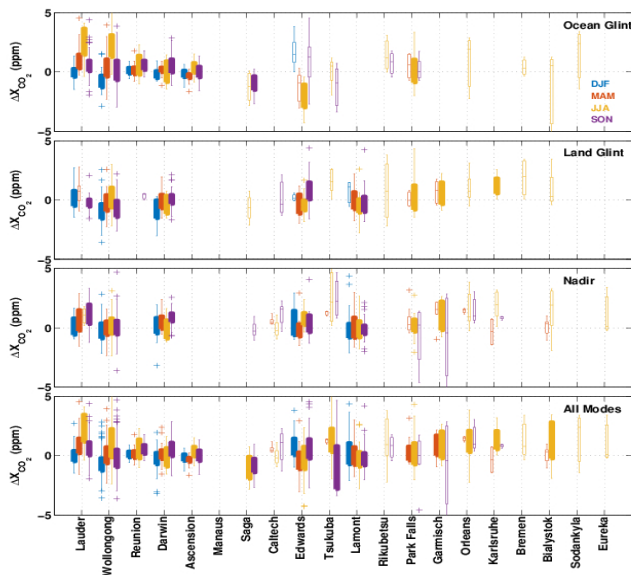 Ocean Glint
5
0
-5
ΔX_CO2 (ppm)
DJF
MAM
JJA
SON
Land Glint
5
0
-5
ΔX_CO2 (ppm)
Nadir
5
0
-5
ΔX_CO2 (ppm)
All Modes
5
0
-5
ΔX_CO2 (ppm)
Lauder
Wollongong
Reunion
Darwin
Ascension
Manaus
Saga
Caltech
Edwards
Tsukuba
Lamont
Rikubetsu
Park Falls
Garmisch
Orleans
Karlsruhe
Bremen
Bialystok
Sodankyla
Eureka